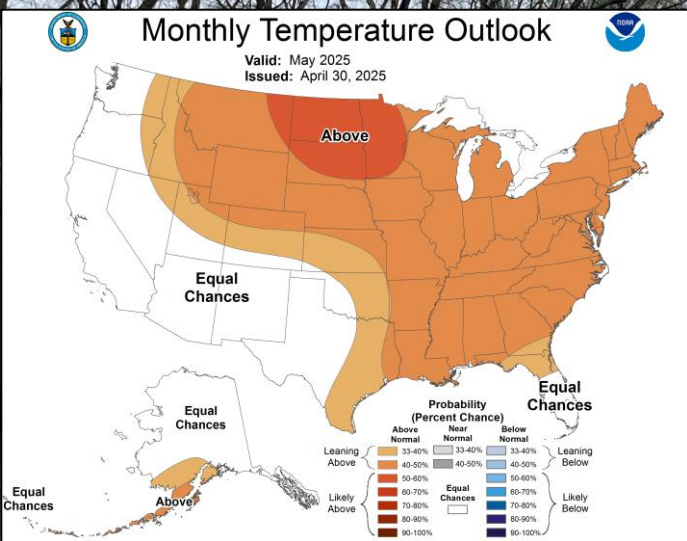 Monthly Temperature Outlook
NOAA
Valid: May 2025
Issued: April 30, 2025
Above
Equal
Chances
Equal
Chances
Equal
Chances
Above
Equal
Chances
Probability
(Percent Chance)
Above
Normal
Near
Normal
Below
Normal
Leaning
Above
33-40%
40-50%
50-60%
60-70%
70-80%
80-90%
90-100%
Likely
Above
33-40%
40-50%
Equal
Chances
33-40%
40-50%
50-60%
60-70%
70-80%
80-90%
90-100%
Leaning
Below
Likely
Below